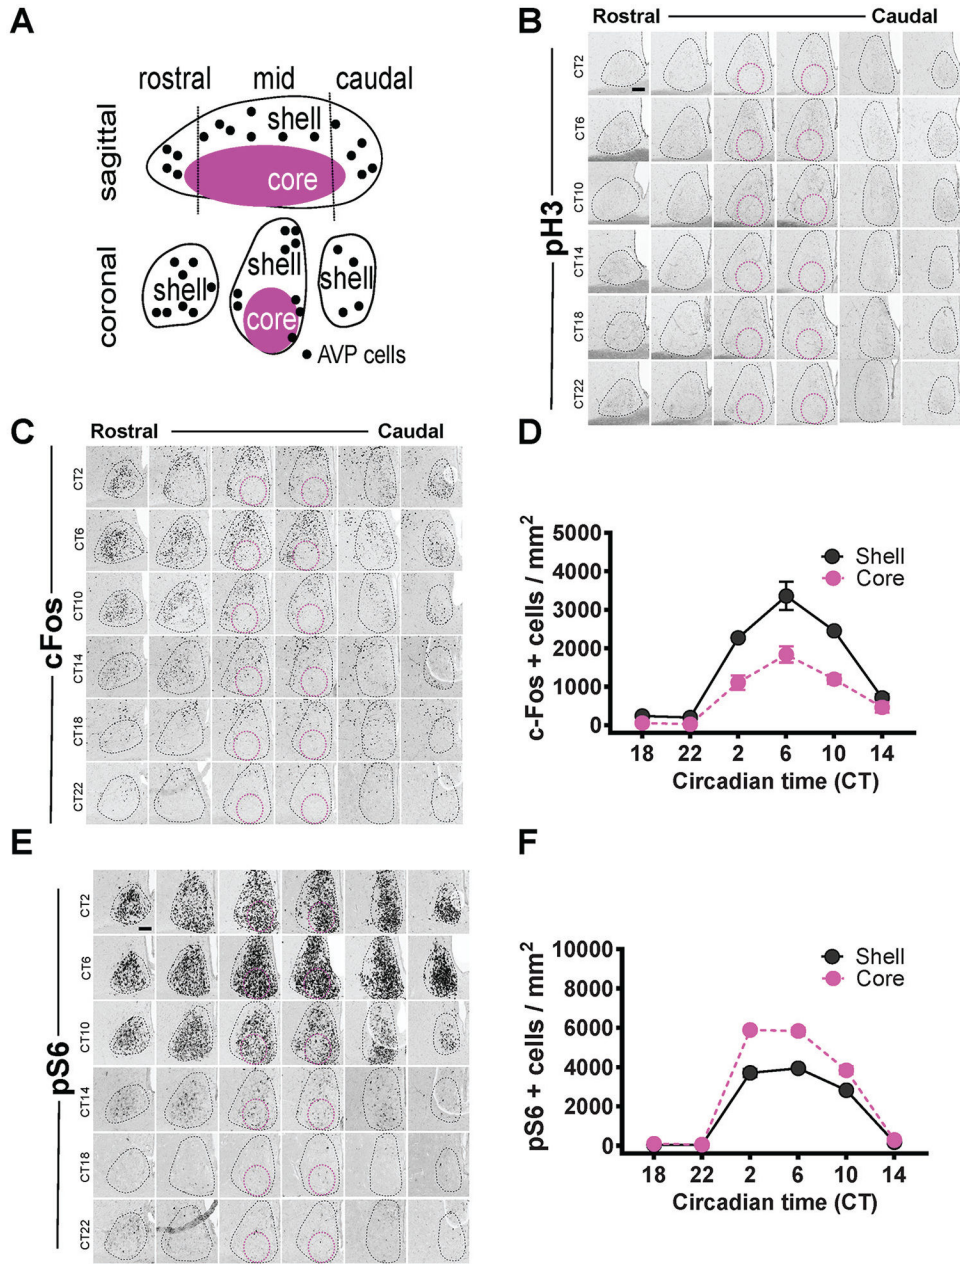 A
rostral mid caudal
shell
core
sagittal
coronal
shell
shell
shell
core
AVP cells
B
Rostral Caudal
pH3
CT2
CT6
CT10
CT14
CT18
CT22
C
Rostral Caudal
cFos
CT2
CT6
CT10
CT14
CT18
CT22
D
c-Fos + cells / mm²
5000
4000
3000
2000
1000
0
Shell
Core
18 22 2 6 10 14
Circadian time (CT)
E
pS6
CT2
CT6
CT10
CT14
CT18
CT22
F
pS6 + cells / mm²
10000
8000
6000
4000
2000
0
Shell
Core
18 22 2 6 10 14
Circadian time (CT)